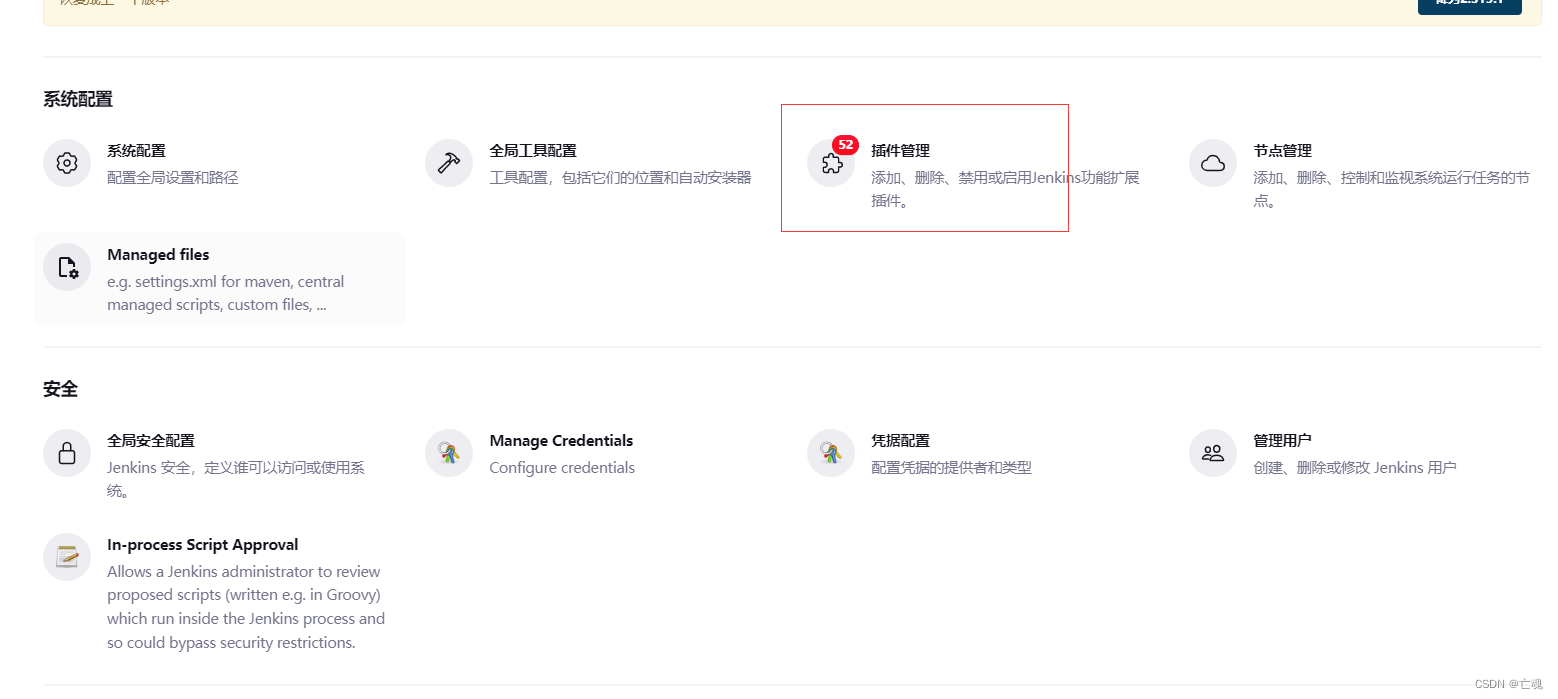 系统配置
系统配置
配置全局设置和路径
全局工具配置
工具配置，包括它们的位置和自动安装器
52
插件管理
添加、删除、禁用或启用Jenkins功能扩展
插件。
节点管理
添加、删除、控制和监视系统运行任务的节
点。
Managed files
e.g. settings.xml for maven, central
managed scripts, custom files, ...
安全
全局安全配置
Jenkins 安全，定义谁可以访问或使用系
统。
Manage Credentials
Configure credentials
凭据配置
配置凭据的提供者和类型
管理用户
创建、删除或修改 Jenkins 用户
In-process Script Approval
Allows a Jenkins administrator to review
proposed scripts (written e.g. in Groovy)
which run inside the Jenkins process and
so could bypass security restrictions.
CSDN @亡魂